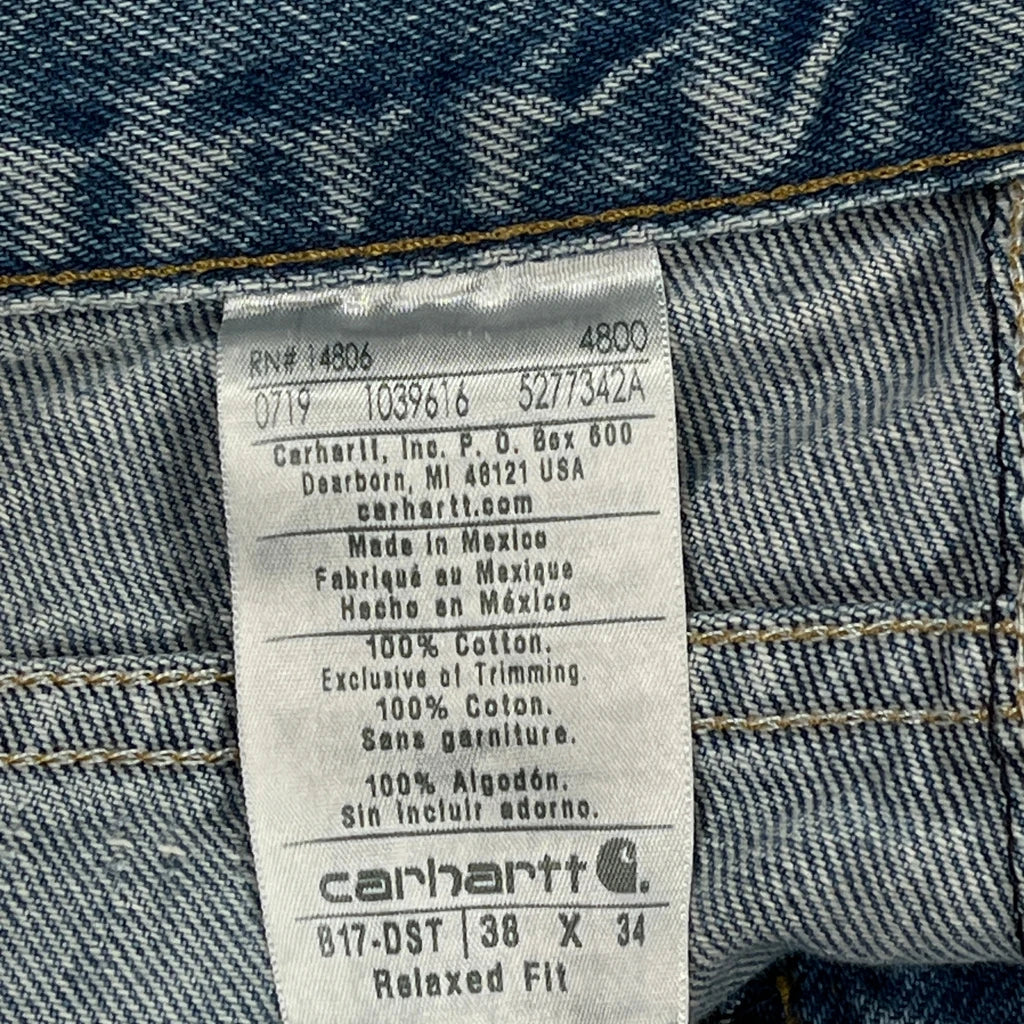 RN# 14806 4800
0719 1039616 5277342A
Carhartt, Inc. P. O. Box 600
Dearborn, MI 48121 USA
carhartt.com
Made in Mexico
Fabriqué au Mexique
Hecho en México
100% Cotton.
Exclusive of Trimming.
100% Coton.
Sans garniture.
100% Algodón.
Sin incluir adorno.
carhartt
B17-DST 38 X 34
Relaxed Fit